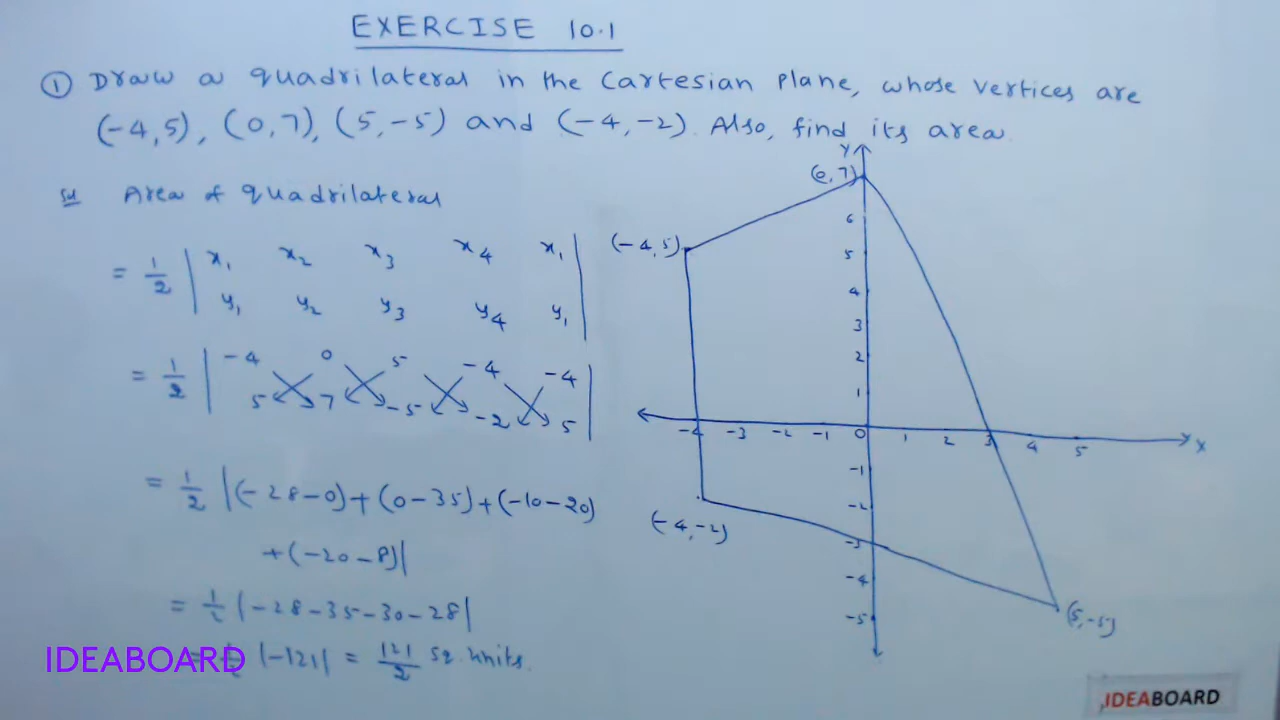 EXERCISE 10.1
① Draw a quadrilateral in the Cartesian Plane, whose vertices are
(-4,5), (0,7), (5,-5) and (-4,-2). Also, find its area.
Sol Area of quadrilateral
= 1/2 | x₁ x₂ x₃ x₄ x₁ |
y₁ y₂ y₃ y₄ y₁
= 1/2 | -4 0 5 -4 -4 |
5 7 -5 -2 5
= 1/2 |(-28-0)+(0-35)+(-10-20)
+(-20-8)|
= 1/2 |-28-35-30-28|
= 1/2 |-121| = 121/2 sq. units.
Y
(0,7)
6
(-4,5) 5
4
3
2
1
-4 -3 -2 -1 0 1 2 3 4 5 X
-1
-2
(-4,-2)
-3
-4
-5
(5,-5)
IDEABOARD
IDEABOARD